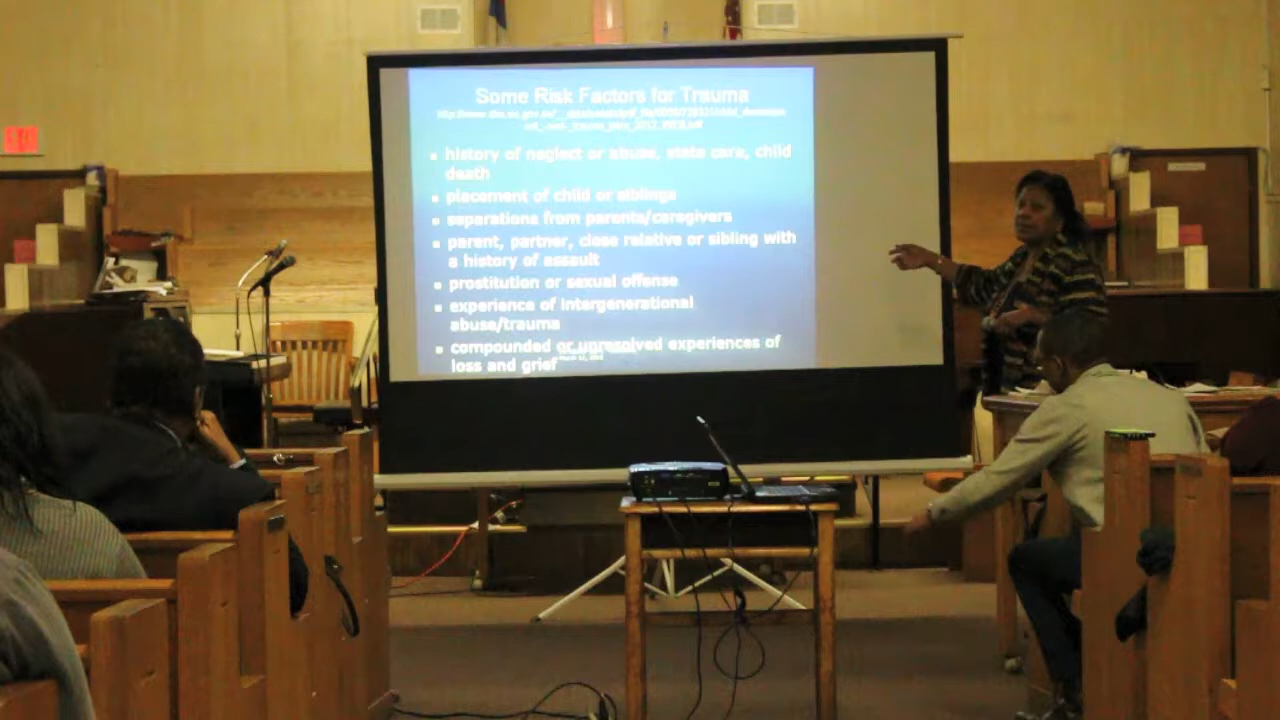 Some Risk Factors for Trauma
history of neglect or abuse, state care, child
death
placement of child or siblings
separations from parents/caregivers
parent, partner, close relative or sibling with
a history of assault
prostitution or sexual offense
experience of intergenerational
abuse/trauma
compounded or unresolved experiences of
loss and grief